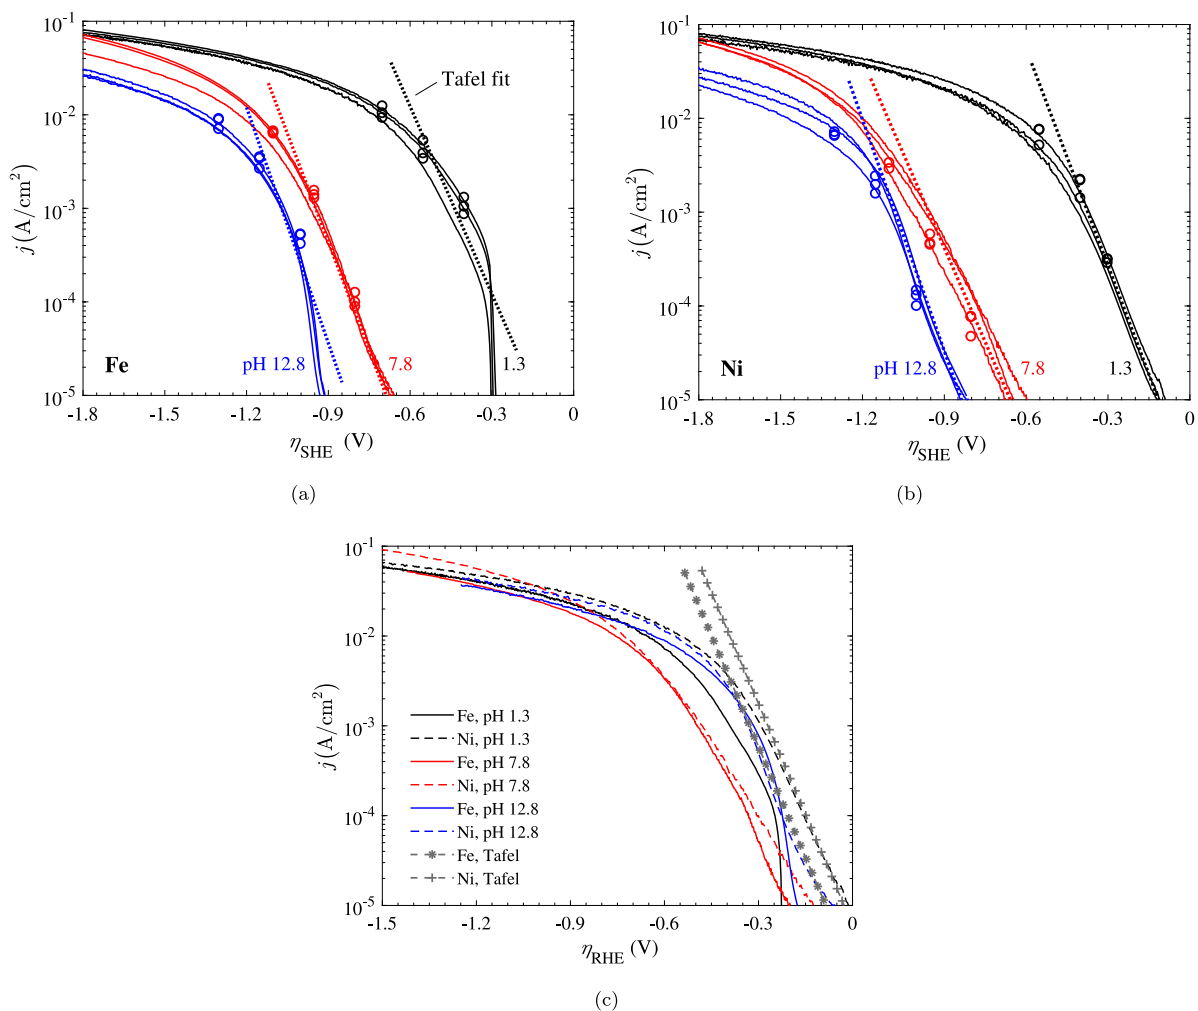 10⁻¹
10⁻²
10⁻³
10⁻⁴
10⁻⁵
j (A/cm²)
Tafel fit
Fe
pH 12.8
7.8
1.3
-1.8 -1.5 -1.2 -0.9 -0.6 -0.3 0
η_SHE (V)
(a)
10⁻¹
10⁻²
10⁻³
10⁻⁴
10⁻⁵
j (A/cm²)
Ni
pH 12.8
7.8
1.3
-1.8 -1.5 -1.2 -0.9 -0.6 -0.3 0
η_SHE (V)
(b)
10⁻¹
10⁻²
10⁻³
10⁻⁴
10⁻⁵
j (A/cm²)
Fe, pH 1.3
Ni, pH 1.3
Fe, pH 7.8
Ni, pH 7.8
Fe, pH 12.8
Ni, pH 12.8
Fe, Tafel
Ni, Tafel
-1.5 -1.2 -0.9 -0.6 -0.3 0
η_RHE (V)
(c)